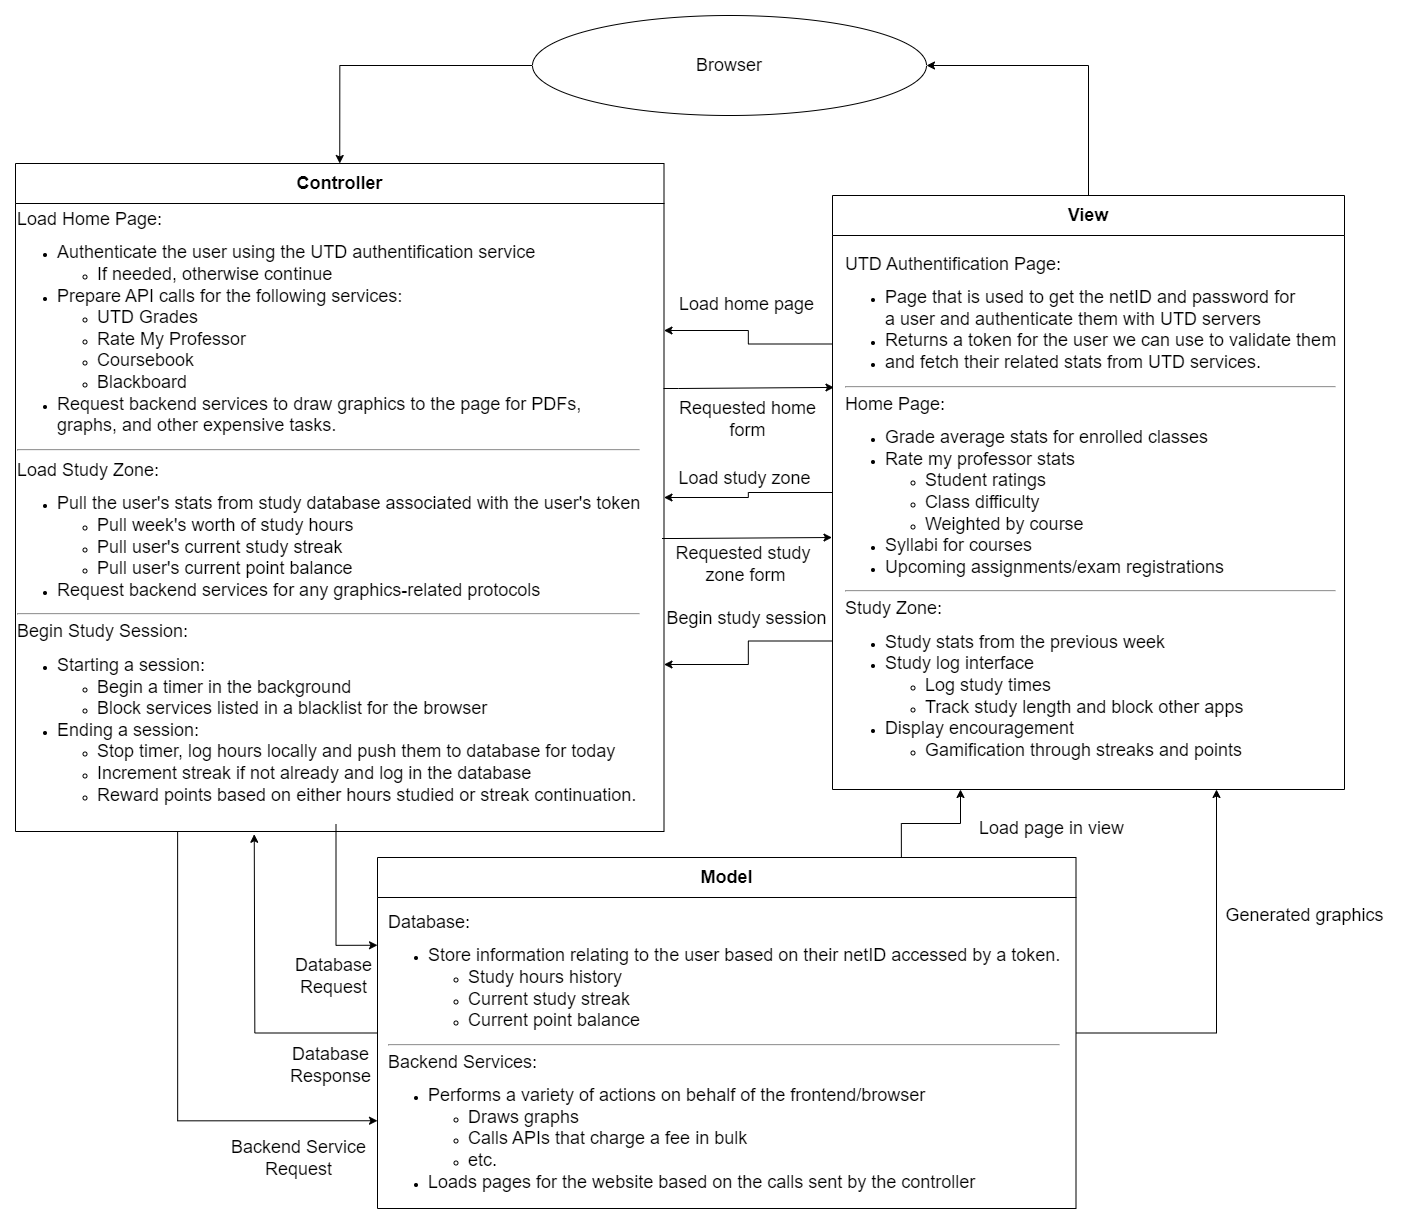 Browser
Controller
Load Home Page:
Authenticate the user using the UTD authentification service
If needed, otherwise continue
Prepare API calls for the following services:
UTD Grades
Rate My Professor
Coursebook
Blackboard
Request backend services to draw graphics to the page for PDFs,
graphs, and other expensive tasks.
Load Study Zone:
Pull the user's stats from study database associated with the user's token
Pull week's worth of study hours
Pull user's current study streak
Pull user's current point balance
Request backend services for any graphics-related protocols
Begin Study Session:
Starting a session:
Begin a timer in the background
Block services listed in a blacklist for the browser
Ending a session:
Stop timer, log hours locally and push them to database for today
Increment streak if not already and log in the database
Reward points based on either hours studied or streak continuation.
Load home page
Requested home
form
Load study zone
Requested study
zone form
Begin study session
View
UTD Authentification Page:
Page that is used to get the netID and password for
a user and authenticate them with UTD servers
Returns a token for the user we can use to validate them
and fetch their related stats from UTD services.
Home Page:
Grade average stats for enrolled classes
Rate my professor stats
Student ratings
Class difficulty
Weighted by course
Syllabi for courses
Upcoming assignments/exam registrations
Study Zone:
Study stats from the previous week
Study log interface
Log study times
Track study length and block other apps
Display encouragement
Gamification through streaks and points
Load page in view
Generated graphics
Model
Database:
Store information relating to the user based on their netID accessed by a token.
Study hours history
Current study streak
Current point balance
Backend Services:
Performs a variety of actions on behalf of the frontend/browser
Draws graphs
Calls APIs that charge a fee in bulk
etc.
Loads pages for the website based on the calls sent by the controller
Database
Request
Database
Response
Backend Service
Request